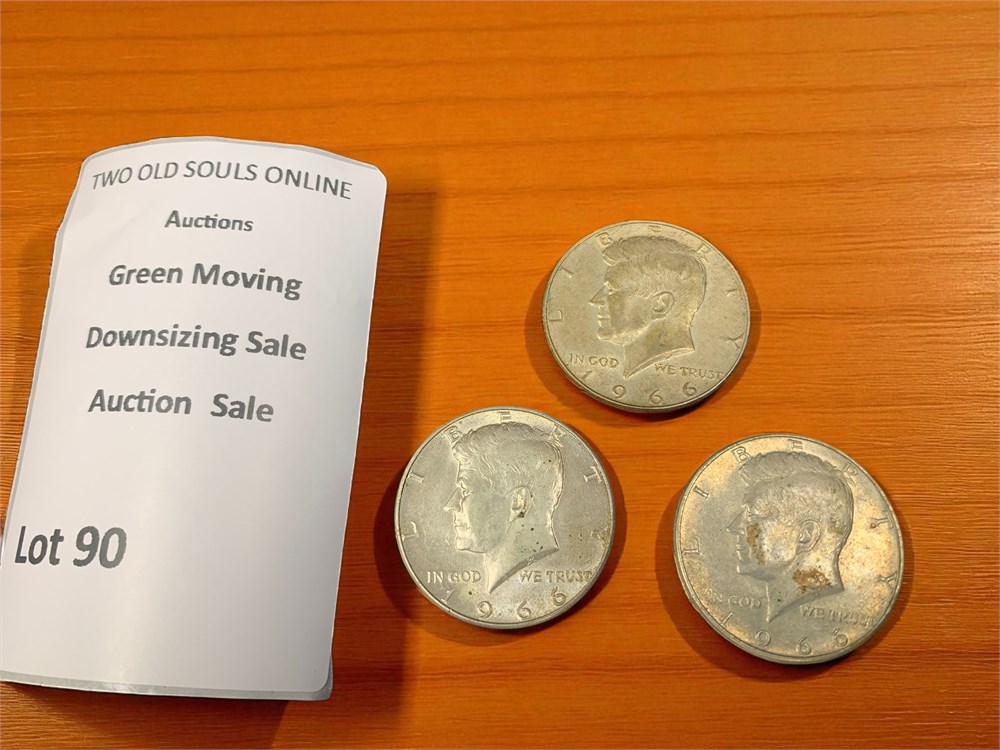 TWO OLD SOULS ONLINE
Auctions
Green Moving
Downsizing Sale
Auction Sale
Lot 90
LIBERTY
IN GOD WE TRUST
1966
LIBERTY
IN GOD WE TRUST
1966
LIBERTY
IN GOD WE TRUST
1966